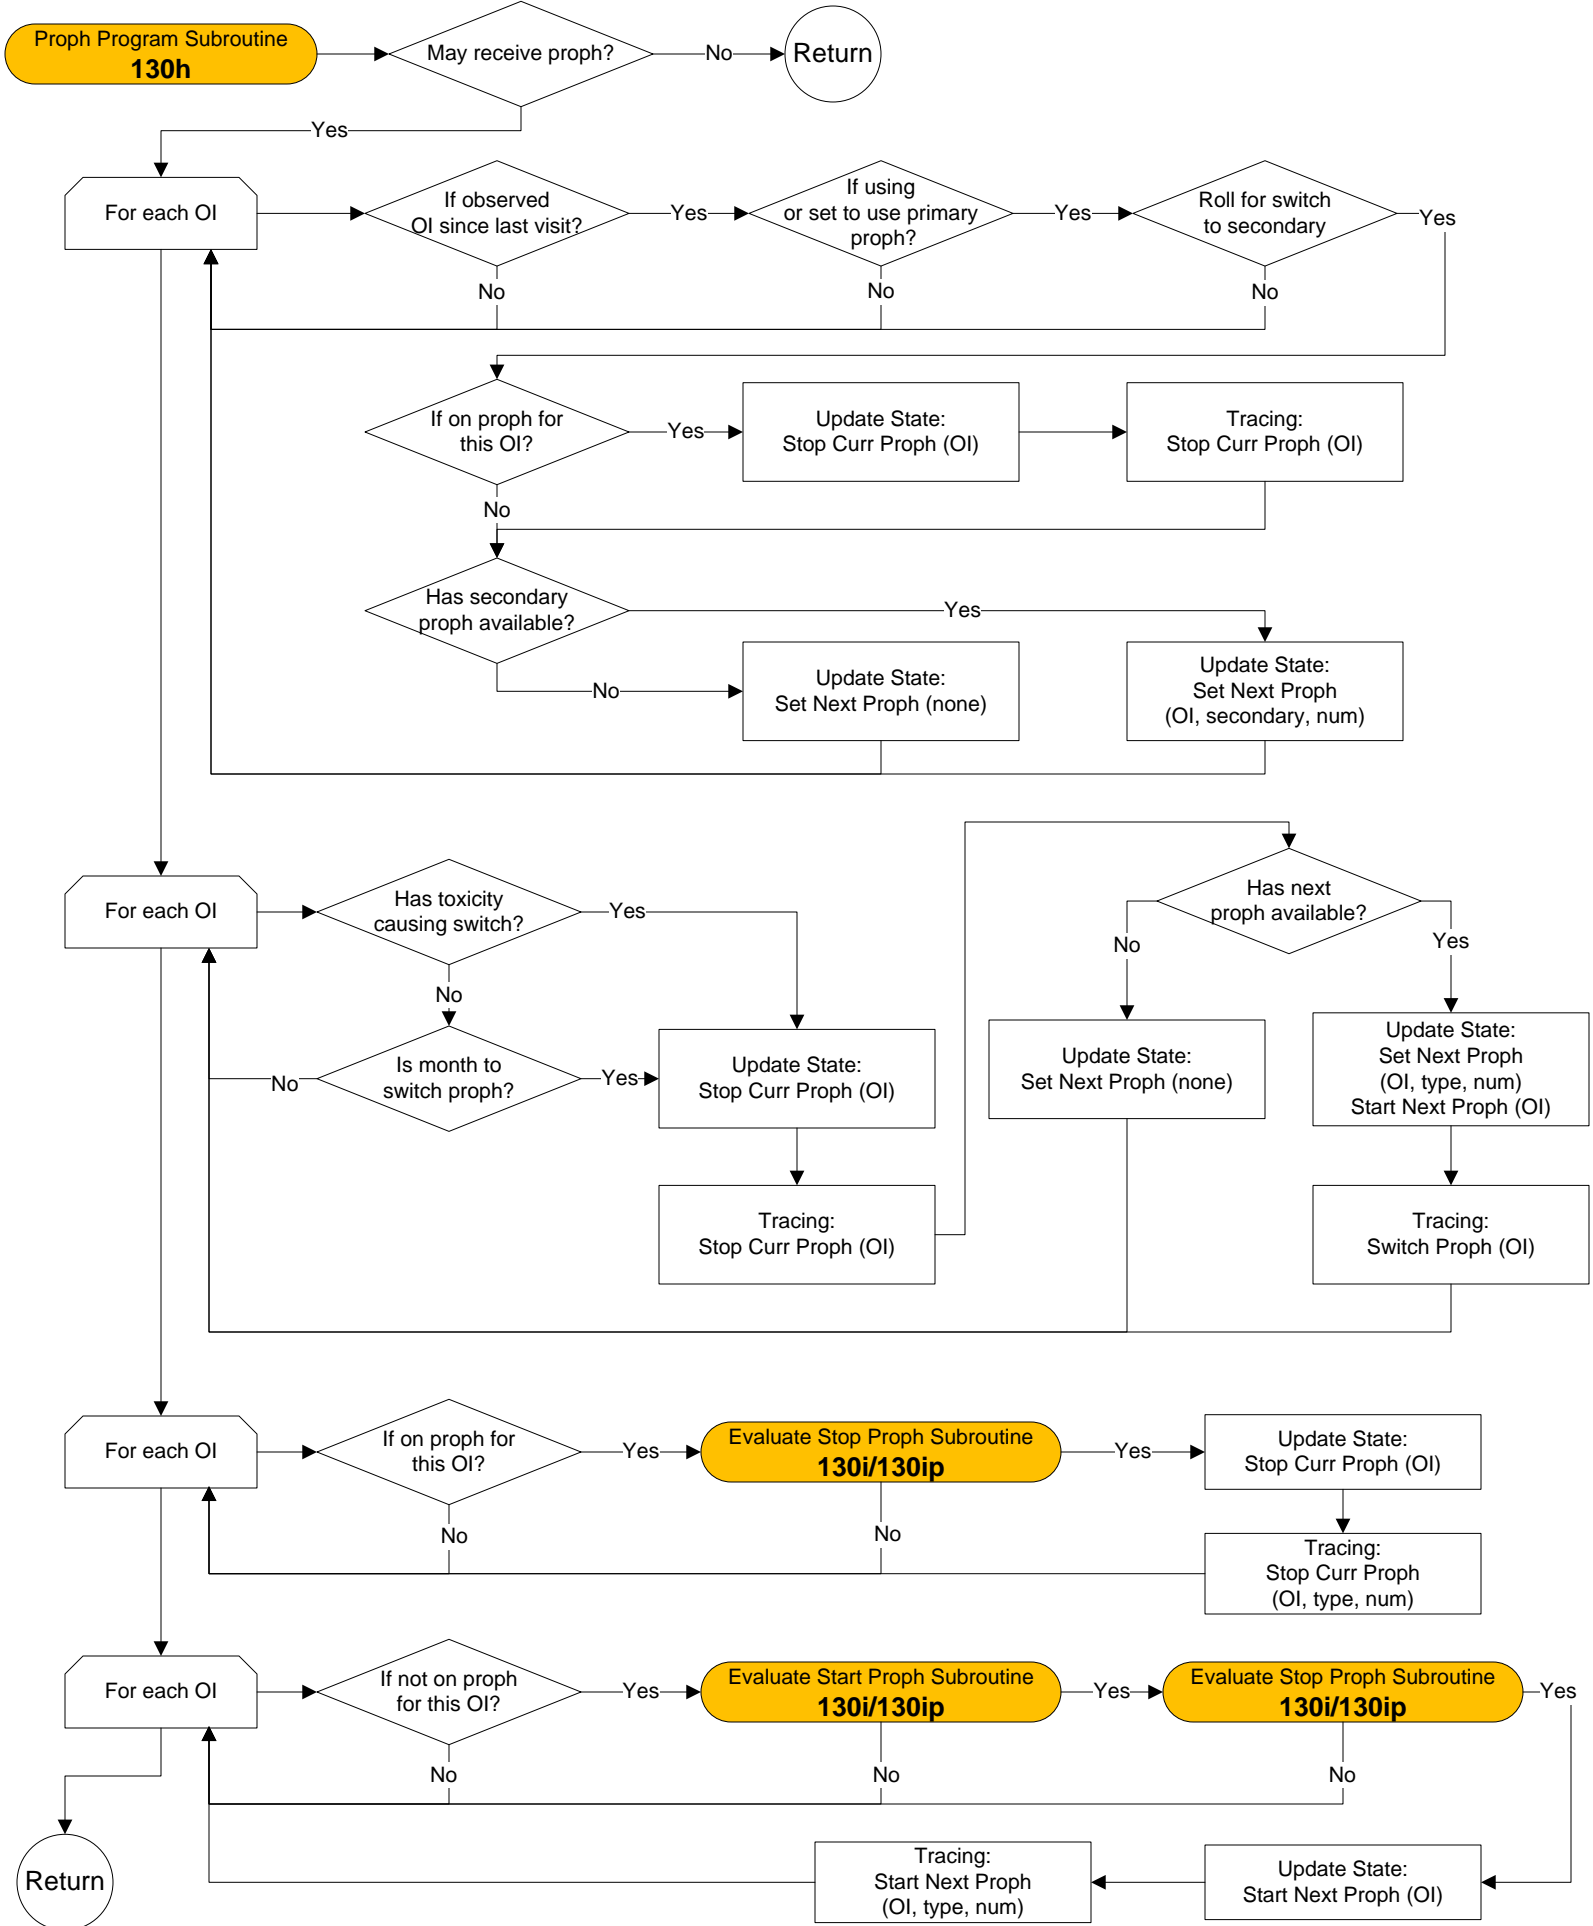 Proph Program Subroutine
130h
May receive proph?
No
Return
Yes
For each OI
If observed
OI since last visit?
Yes
If using
or set to use primary
proph?
Yes
Roll for switch
to secondary
Yes
No
No
No
If on proph for
this OI?
Yes
Update State:
Stop Curr Proph (OI)
Tracing:
Stop Curr Proph (OI)
No
Has secondary
proph available?
Yes
No
Update State:
Set Next Proph (none)
Update State:
Set Next Proph
(OI, secondary, num)
For each OI
Has toxicity
causing switch?
Yes
Has next
proph available?
No
Yes
No
Is month to
switch proph?
No
Yes
Update State:
Stop Curr Proph (OI)
Update State:
Set Next Proph (none)
Update State:
Set Next Proph
(OI, type, num)
Start Next Proph (OI)
Tracing:
Stop Curr Proph (OI)
Tracing:
Switch Proph (OI)
For each OI
If on proph for
this OI?
Yes
Evaluate Stop Proph Subroutine
130i/130ip
Yes
Update State:
Stop Curr Proph (OI)
No
No
Tracing:
Stop Curr Proph
(OI, type, num)
For each OI
If not on proph
for this OI?
Yes
Evaluate Start Proph Subroutine
130i/130ip
Yes
Evaluate Stop Proph Subroutine
130i/130ip
Yes
No
No
No
Return
Tracing:
Start Next Proph
(OI, type, num)
Update State:
Start Next Proph (OI)